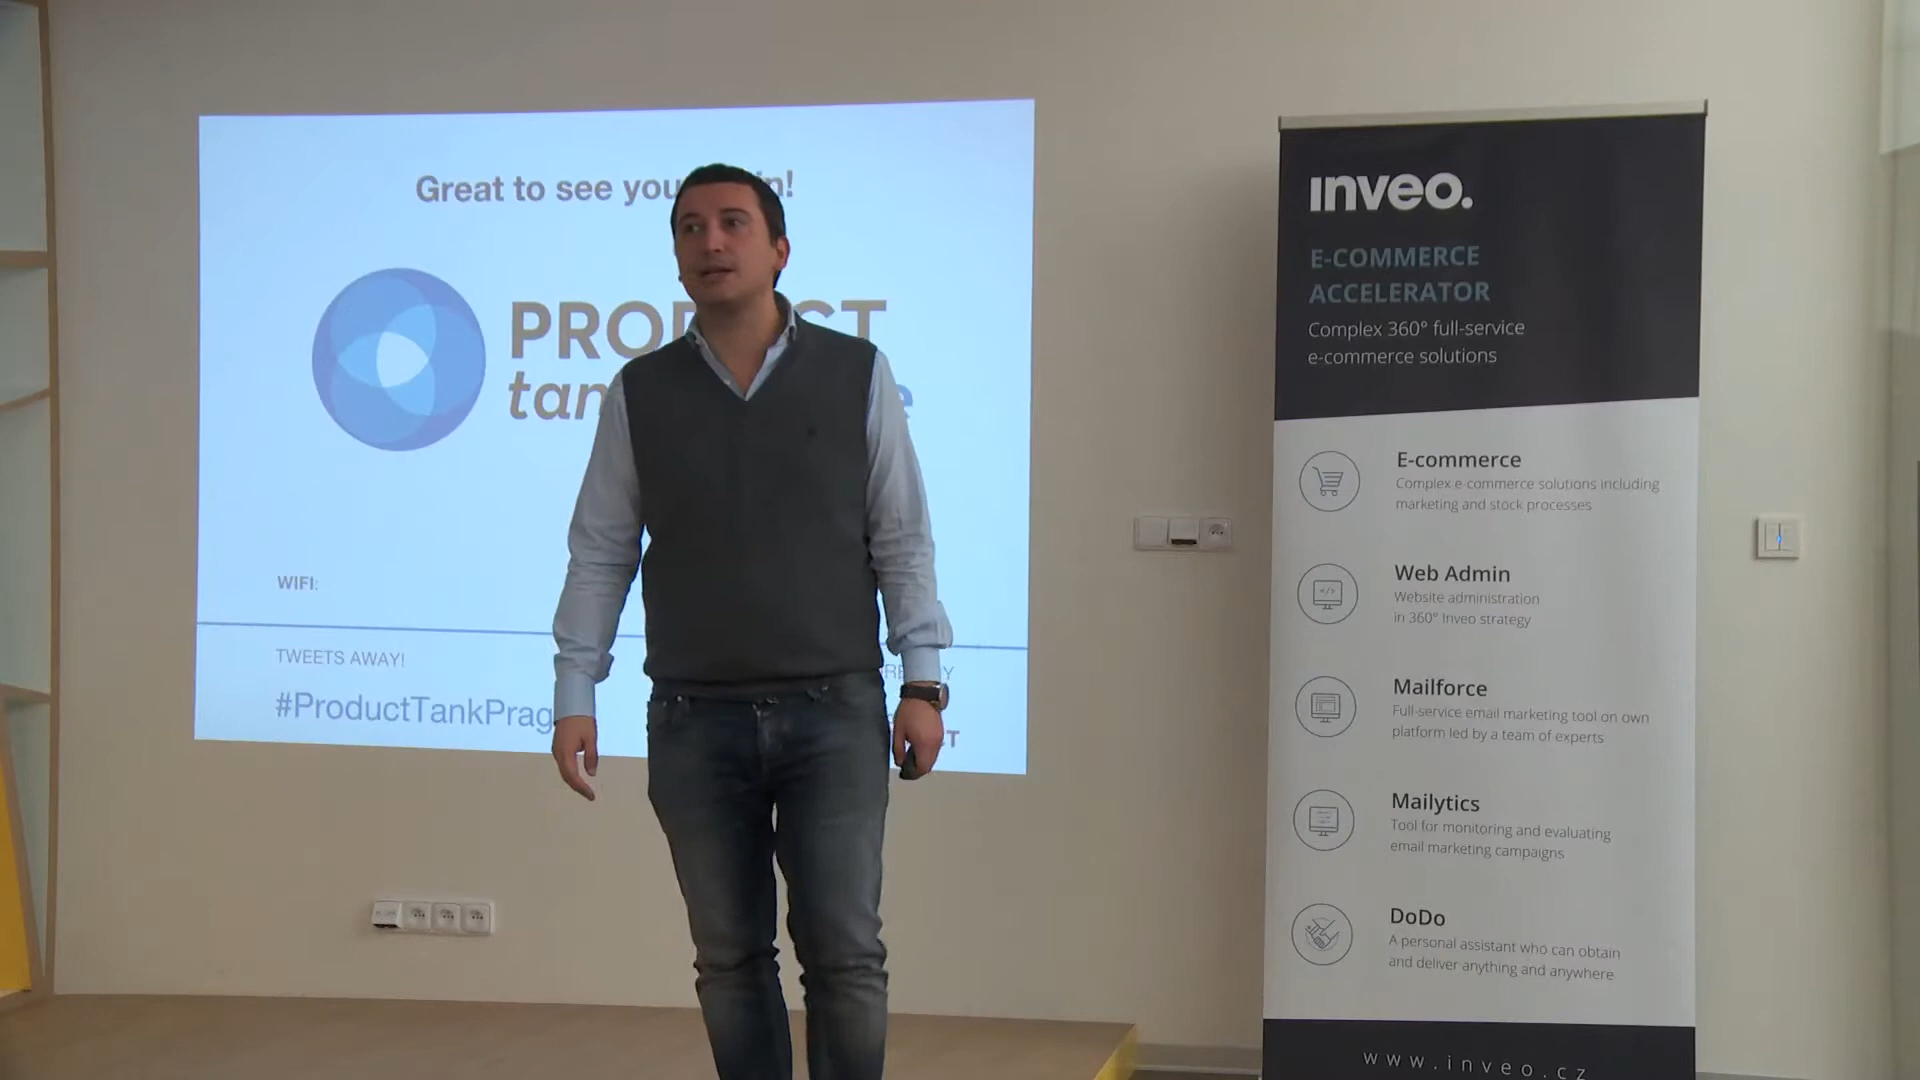 Great to see you
PRO
tan
WIFI:
TWEETS AWAY!
#ProductTankPrag
inveo.
E-COMMERCE
ACCELERATOR
Complex 360° full-service
e-commerce solutions
E-commerce
Complex e-commerce solutions including
marketing and stock processes
Web Admin
Website administration
in 360° Inveo strategy
Mailforce
Full-service email marketing tool on own
platform led by a team of experts
Mailytics
Tool for monitoring and evaluating
email marketing campaigns
DoDo
A personal assistant who can obtain
and deliver anything and anywhere
www.inveo.cz